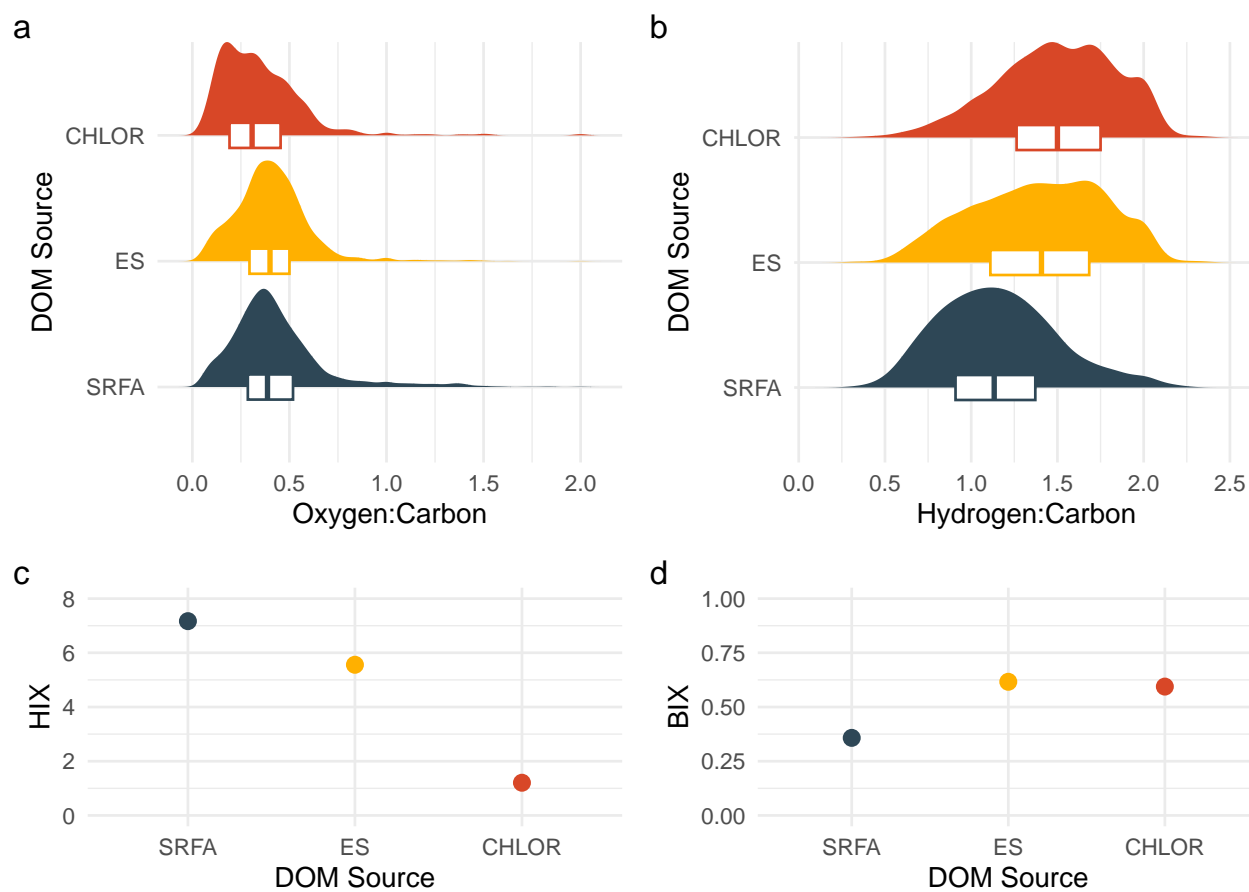 a
DOM Source
CHLOR
ES
SRFA
0.0 0.5 1.0 1.5 2.0
Oxygen:Carbon
b
DOM Source
CHLOR
ES
SRFA
0.0 0.5 1.0 1.5 2.0 2.5
Hydrogen:Carbon
c
HIX
8
6
4
2
0
SRFA ES CHLOR
DOM Source
d
BIX
1.00
0.75
0.50
0.25
0.00
SRFA ES CHLOR
DOM Source